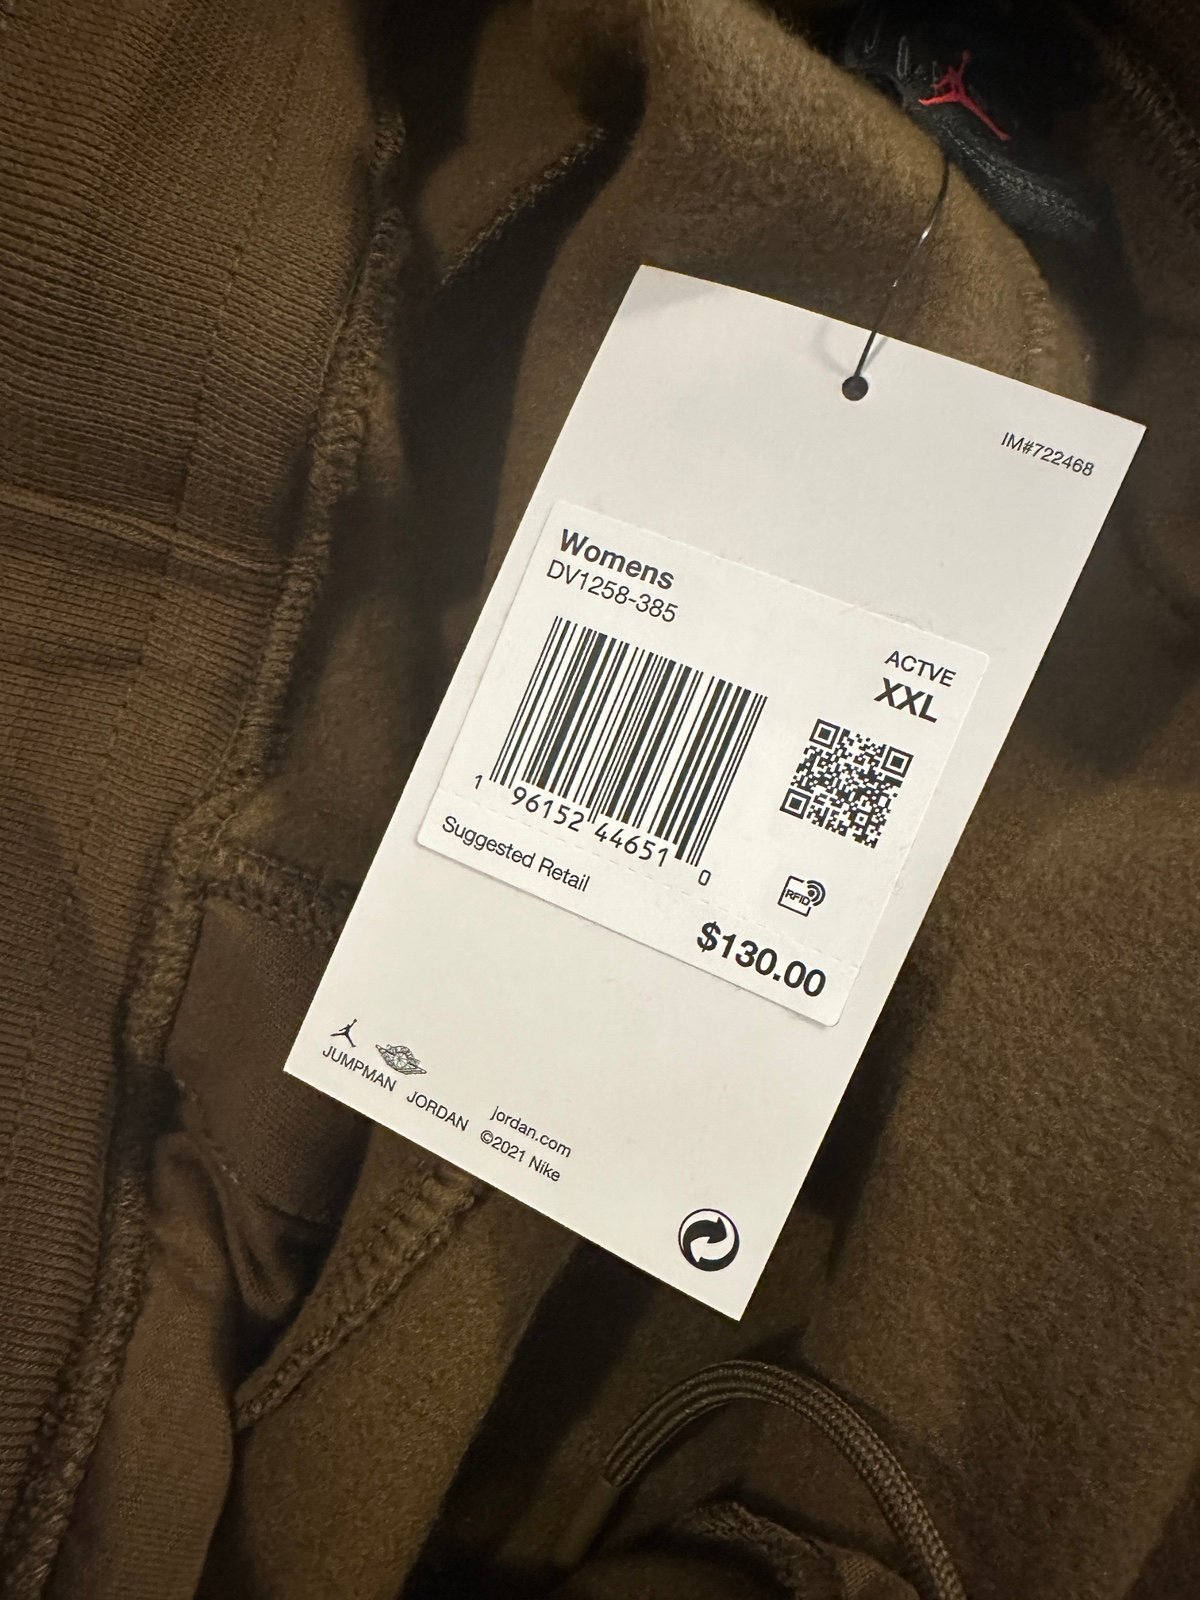 IM#722468
Womens
DV1258-385
ACTVE
XXL
1 96152 44651 0
RFID
Suggested Retail
$130.00
JUMPMAN JORDAN
jordan.com
©2021 Nike